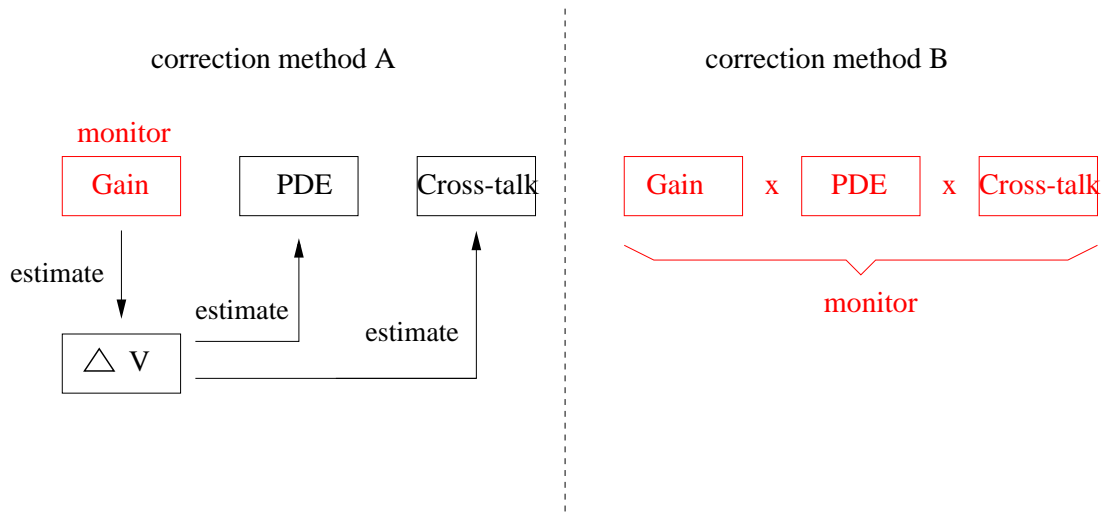 correction method A
monitor
Gain
PDE
Cross-talk
estimate
estimate
estimate
△ V
correction method B
Gain x PDE x Cross-talk
monitor